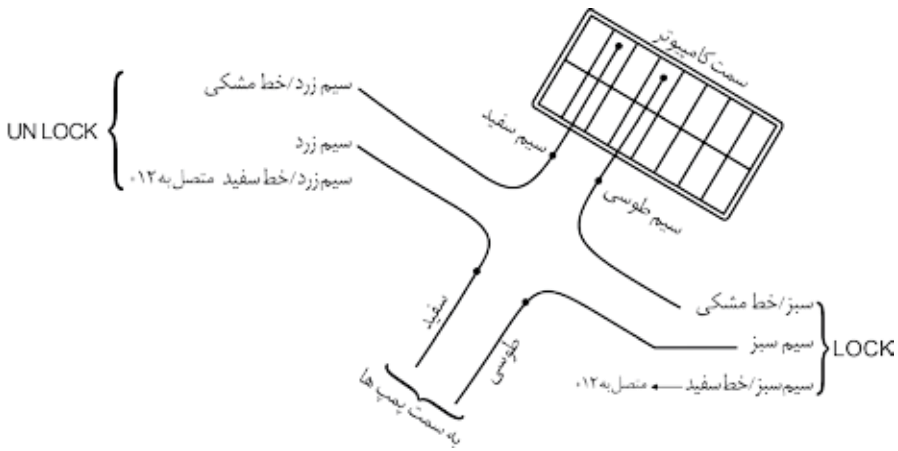 سمت کامپیوتر
سیم زرد/خط مشکی
سیم سفید
UN LOCK
سیم زرد
سیم زرد/خط سفید متصل به ۱۲+
سیم طوسی
سفید
طوسی
سبز/خط مشکی
سیم سبز
LOCK
سیم سبز/خط سفید ← متصل به ۱۲+
به سمت پمپ ها